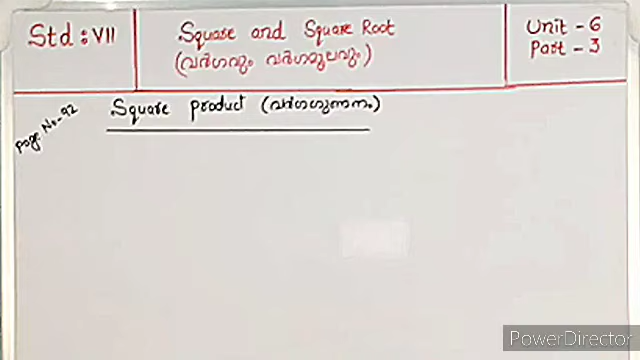 Std : VII
Square and Square Root
(വർഗവും വർഗമൂലവും)
Unit - 6
Part - 3
Page No - 92
Square product (വർഗഗുണനം)
PowerDirector